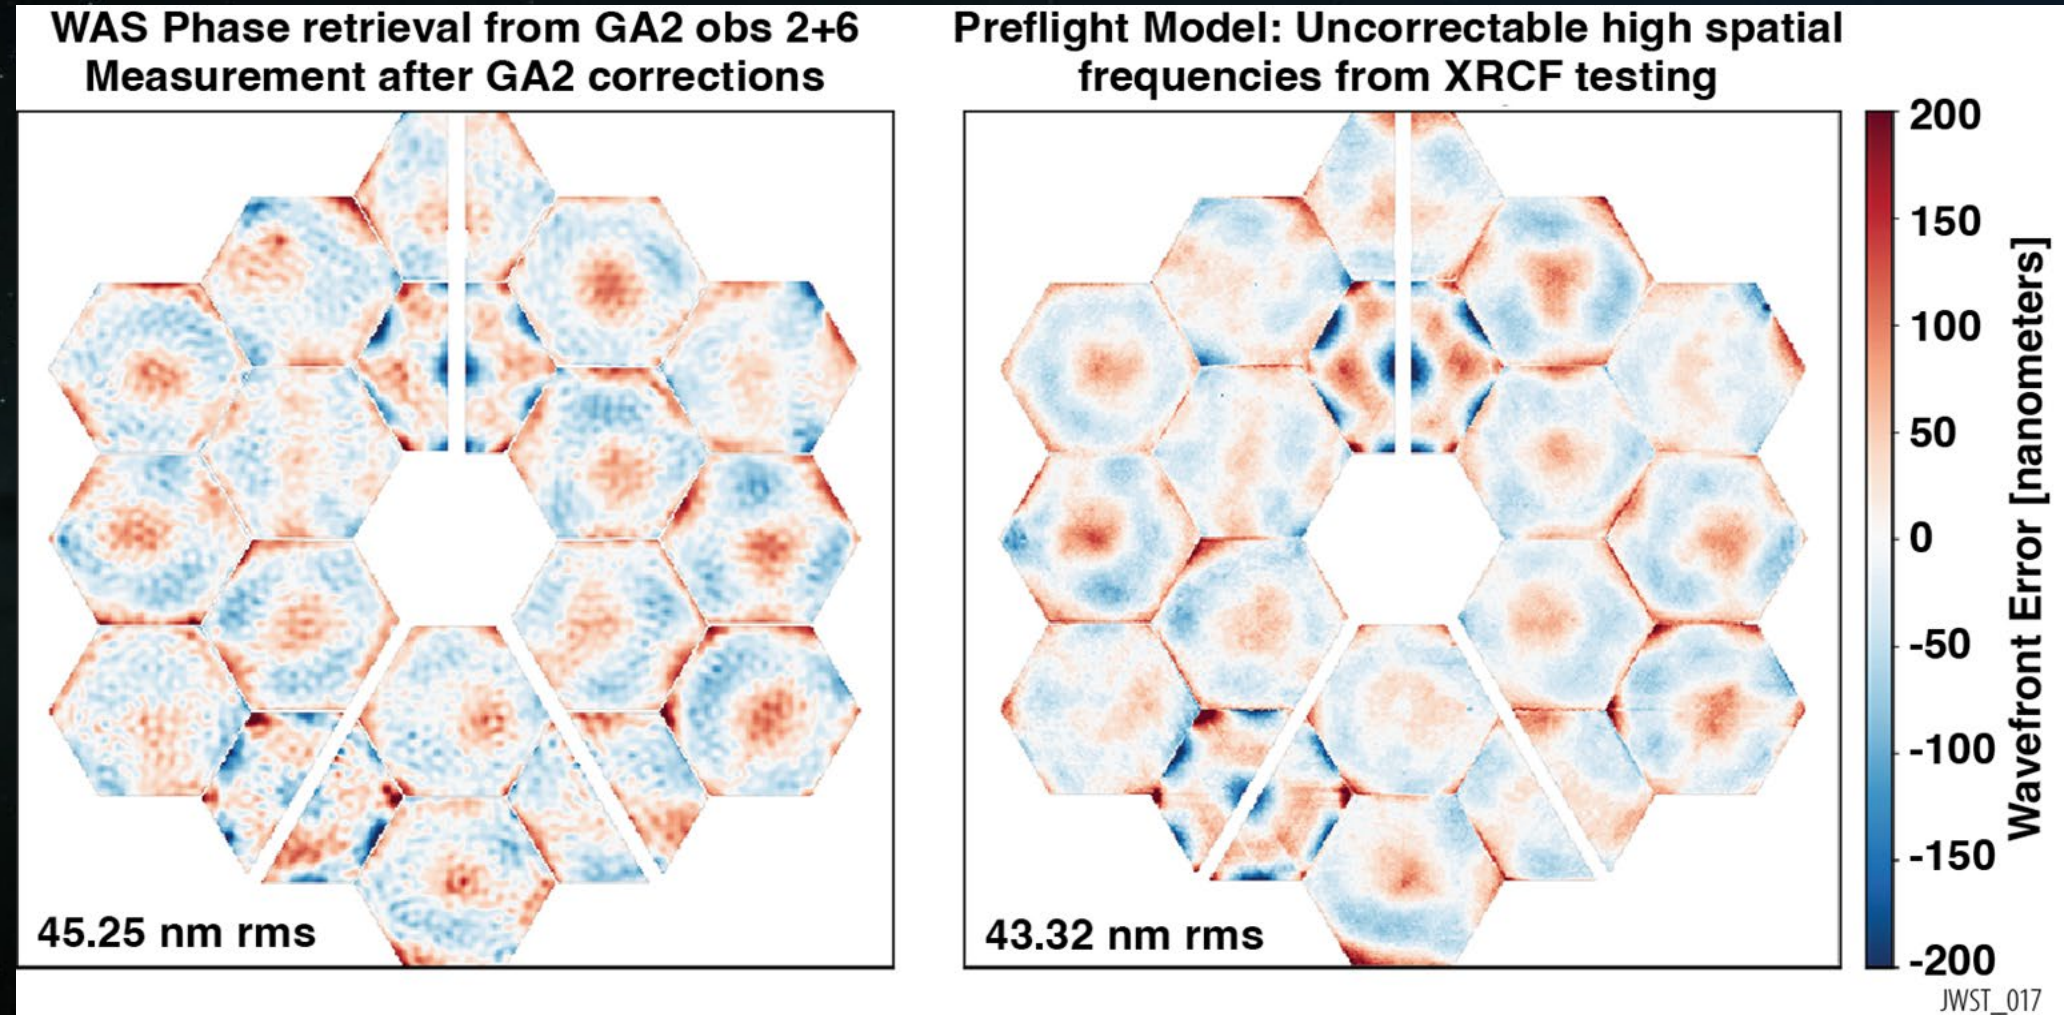 WAS Phase retrieval from GA2 obs 2+6
Measurement after GA2 corrections
Preflight Model: Uncorrectable high spatial
frequencies from XRCF testing
45.25 nm rms
43.32 nm rms
200
150
100
50
0
-50
-100
-150
-200
Wavefront Error [nanometers]
JWST_017